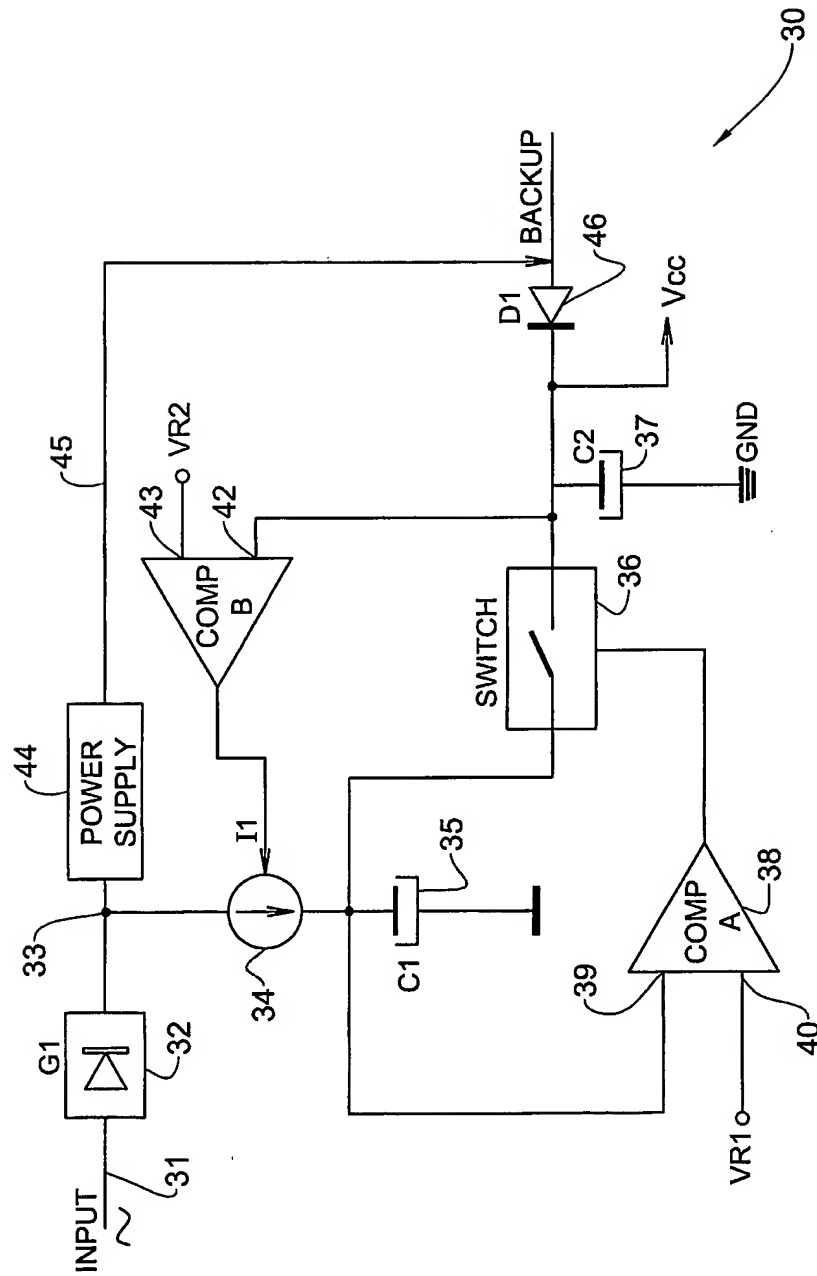 30
44
POWER
SUPPLY
45
33
G1
32
INPUT
~
31
34
I1
COMP
B
43
VR2
42
BACKUP
D1
46
Vcc
C2
37
GND
SWITCH
36
C1
35
39
COMP
A
38
40
VR1